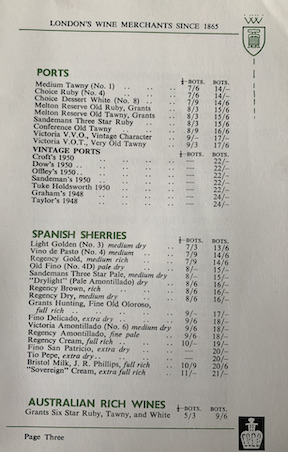 LONDON'S WINE MERCHANTS SINCE 1865
PORTS ½-BOTS. BOTS.
Medium Tawny (No. 1) .. .. .. 7/6 14/-
Choice Ruby (No. 4) .. .. .. 7/6 14/-
Choice Dessert White (No. 8) .. .. 7/9 14/6
Melton Reserve Old Ruby, Grants .. 8/3 15/6
Melton Reserve Old Tawny, Grants .. 8/3 15/6
Sandemans Three Star Ruby .. .. 8/3 15/6
Conference Old Tawny .. .. .. 8/9 16/6
Victoria V.V.O., Vintage Character .. 9/- 17/-
Victoria V.O.T., Very Old Tawny .. 9/3 17/6
VINTAGE PORTS ½-BOTS. BOTS.
Croft's 1950 .. .. .. .. — 22/-
Dow's 1950 .. .. .. .. .. — 22/-
Offley's 1950 .. .. .. .. — 22/-
Sandeman's 1950 .. .. .. .. — 22/-
Tuke Holdsworth 1950 .. .. .. — 22/-
Graham's 1948 .. .. .. .. — 24/-
Taylor's 1948 .. .. .. .. — 24/-
SPANISH SHERRIES ½-BOTS. BOTS.
Light Golden (No. 3) medium dry .. 7/3 13/6
Vino de Pasto (No. 4) medium .. .. 7/9 14/6
Regency Gold, medium rich .. .. 7/9 14/6
Old Fino (No. 4D) pale dry .. .. 8/- 15/-
Sandemans Three Star Pale, medium dry .. 8/- 15/-
"Drylight" (Pale Amontillado) dry .. 8/6 16/-
Regency Brown, rich .. .. .. 8/6 16/-
Regency Dry, medium dry .. .. 8/6 16/-
Grants Hunting, Fine Old Oloroso,
full rich .. .. .. .. .. 9/- 17/-
Fino Delicado, extra dry .. .. .. 9/6 18/-
Victoria Amontillado (No. 6) medium dry 9/6 18/-
Regency Amontillado, fine pale .. 9/6 18/-
Regency Cream, full rich .. .. .. 10/- 19/-
Fino San Patricio, extra dry .. .. — 20/-
Tio Pepe, extra dry .. .. .. .. — 20/-
Bristol Milk, J. R. Phillips, full rich .. 10/9 20/6
"Sovereign" Cream, extra full rich .. 11/- 21/-
AUSTRALIAN RICH WINES ½-BOTS. BOTS.
Grants Six Star Ruby, Tawny, and White 5/3 9/6
Page Three